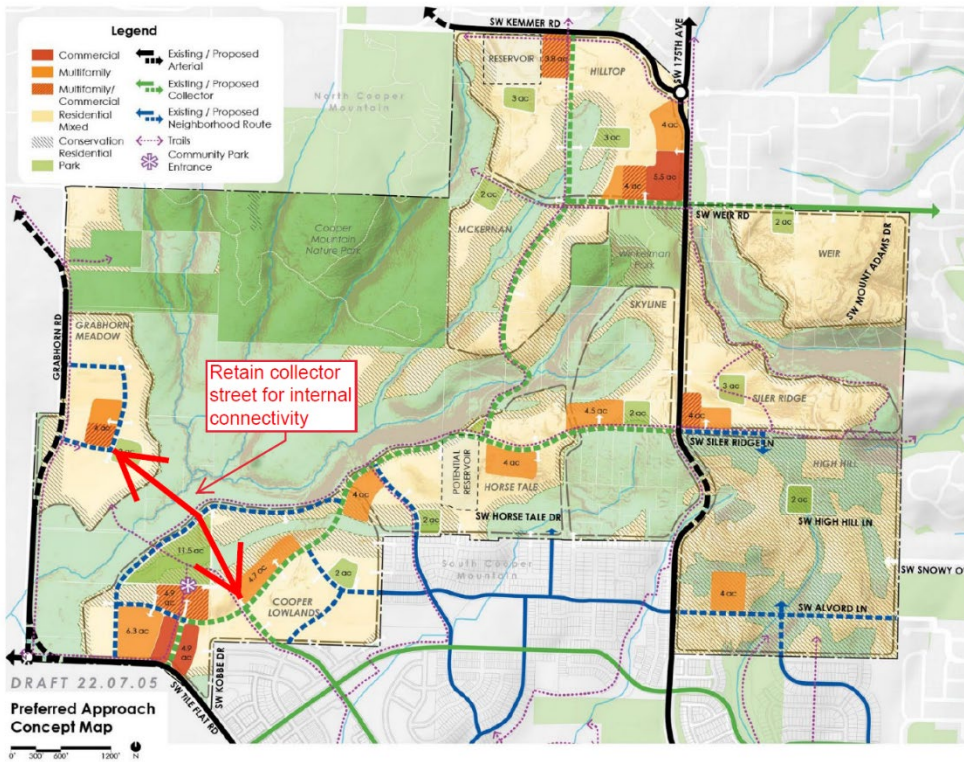 Legend
Commercial
Multifamily
Multifamily/
Commercial
Residential
Mixed
Conservation
Residential
Park
Existing / Proposed
Arterial
Existing / Proposed
Collector
Existing / Proposed
Neighborhood Route
Trails
Community Park
Entrance
SW KEMMER RD
SW 175TH AVE
RESERVOIR
3.8 ac
HILLTOP
North Cooper
Mountain
3 ac
3 ac
4 ac
5.5 ac
4 ac
2 ac
SW WEIR RD
2 ac
MCKERNAN
Cooper
Mountain
Nature Park
Winkelman
Park
WEIR
SW MOUNT ADAMS DR
SKYLINE
GRABHORN RD
GRABHORN
MEADOW
Retain collector
street for internal
connectivity
3 ac
SILER RIDGE
4.5 ac
2 ac
4 ac
SW SILER RIDGE LN
HIGH HILL
POTENTIAL
RESERVOIR
4 ac
HORSE TALE
4 ac
2 ac
SW HORSE TALE DR
2 ac
SW HIGH HILL LN
11.5 ac
South Cooper
Mountain
SW SNOWY O
4.7 ac
2 ac
COOPER
LOWLANDS
4.9
ac
4 ac
SW ALVORD LN
6.3 ac
4.9
ac
SW KOBBE DR
SW TILE FLAT RD
DRAFT 22.07.05
Preferred Approach
Concept Map
0' 300' 600' 1200' N